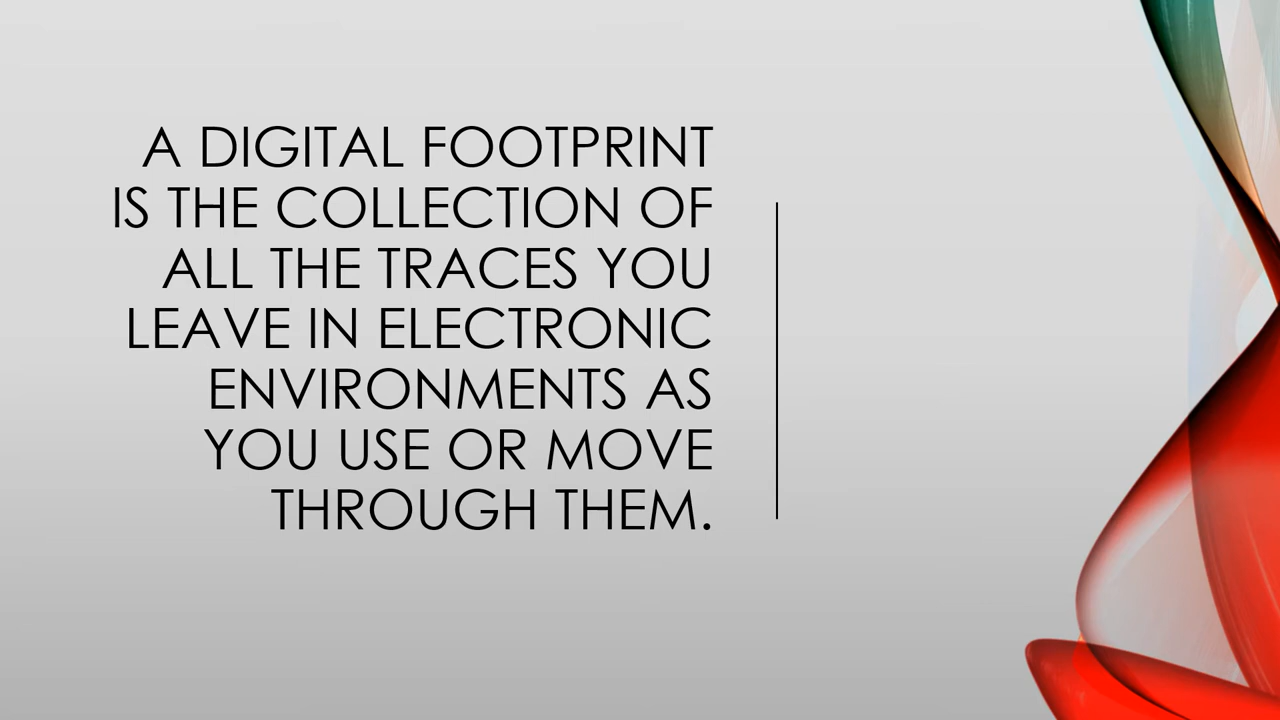 A DIGITAL FOOTPRINT
IS THE COLLECTION OF
ALL THE TRACES YOU
LEAVE IN ELECTRONIC
ENVIRONMENTS AS
YOU USE OR MOVE
THROUGH THEM.